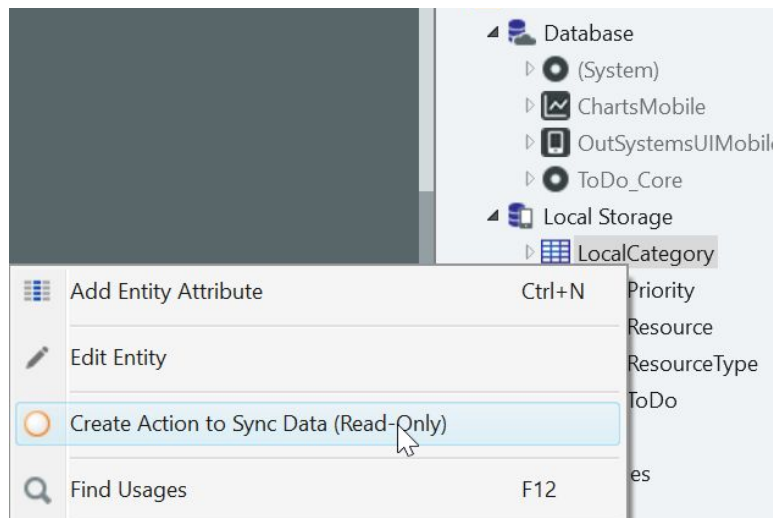 Database
(System)
ChartsMobile
OutSystemsUIMobile
ToDo_Core
Local Storage
LocalCategory
Add Entity Attribute Ctrl+N
Priority
Resource
Edit Entity
ResourceType
ToDo
Create Action to Sync Data (Read-Only)
es
Find Usages F12